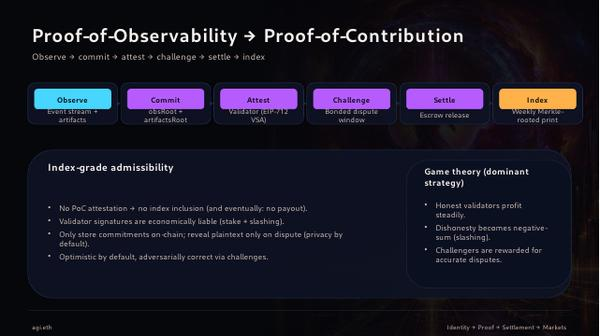 Proof-of-Observability → Proof-of-Contribution
Observe → commit → attest → challenge → settle → index
Observe
Event stream +
artifacts
Commit
obsRoot +
artifactsRoot
Attest
Validator (EIP-712
VSA)
Challenge
Bonded dispute
window
Settle
Escrow release
Index
Weekly Merkle-
rooted print
Index-grade admissibility
• No PoC attestation → no index inclusion (and eventually: no payout).
• Validator signatures are economically liable (stake + slashing).
• Only store commitments on-chain; reveal plaintext only on dispute (privacy by
default).
• Optimistic by default, adversarially correct via challenges.
Game theory (dominant
strategy)
• Honest validators profit
steadily.
• Dishonesty becomes negative-
sum (slashing).
• Challengers are rewarded for
accurate disputes.
agi.eth
Identity → Proof → Settlement → Markets